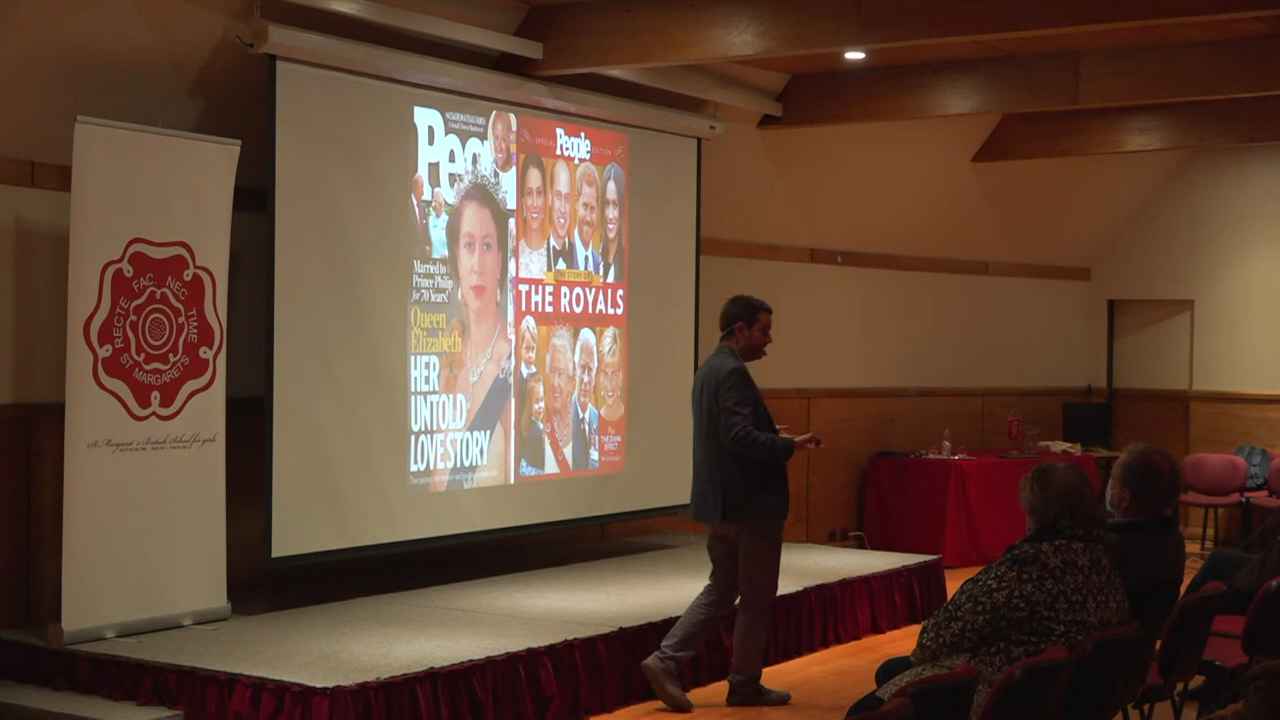 RECTE FAC. NEC TIME
ST MARGARET'S
St. Margaret's British School for girls
People
Married to
Prince Philip
for 70 Years!
Queen
Elizabeth
HER
UNTOLD
LOVE STORY
SPECIAL People EDITION
THE STORY OF
THE ROYALS
Plus
THE DIANA
EFFECT